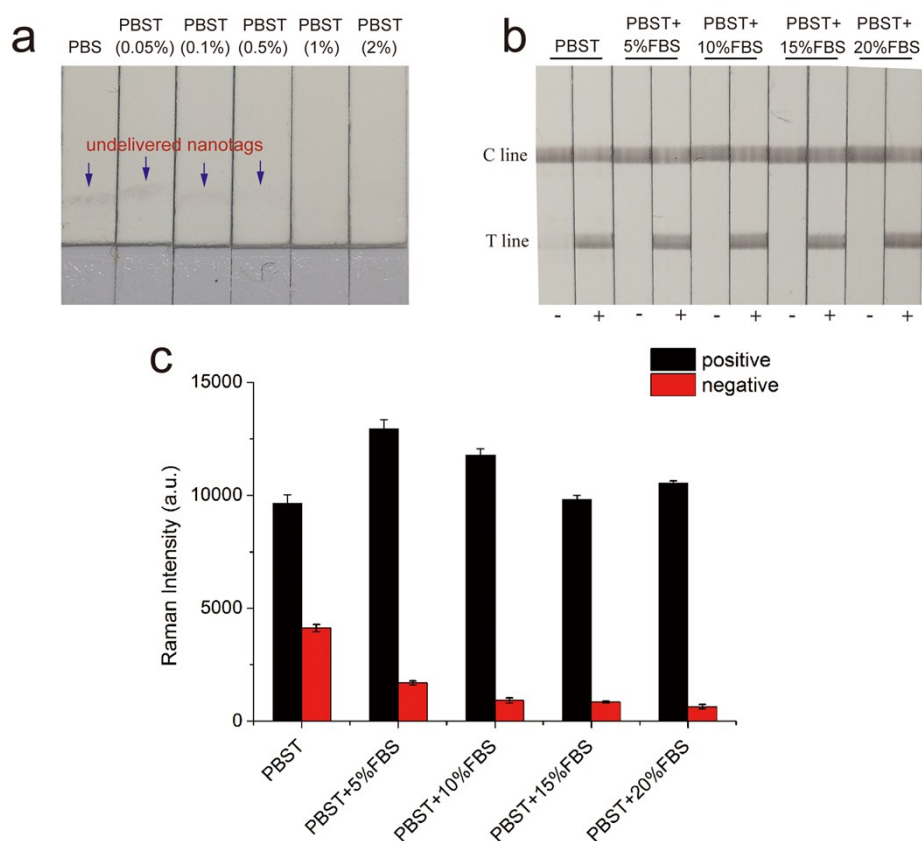 a
PBS
PBST
(0.05%)
PBST
(0.1%)
PBST
(0.5%)
PBST
(1%)
PBST
(2%)
undelivered nanotags
b
PBST
PBST+
5%FBS
PBST+
10%FBS
PBST+
15%FBS
PBST+
20%FBS
C line
T line
- + - + - + - + - +
c
positive
negative
Raman Intensity (a.u.)
15000
10000
5000
0
PBST
PBST+5%FBS
PBST+10%FBS
PBST+15%FBS
PBST+20%FBS